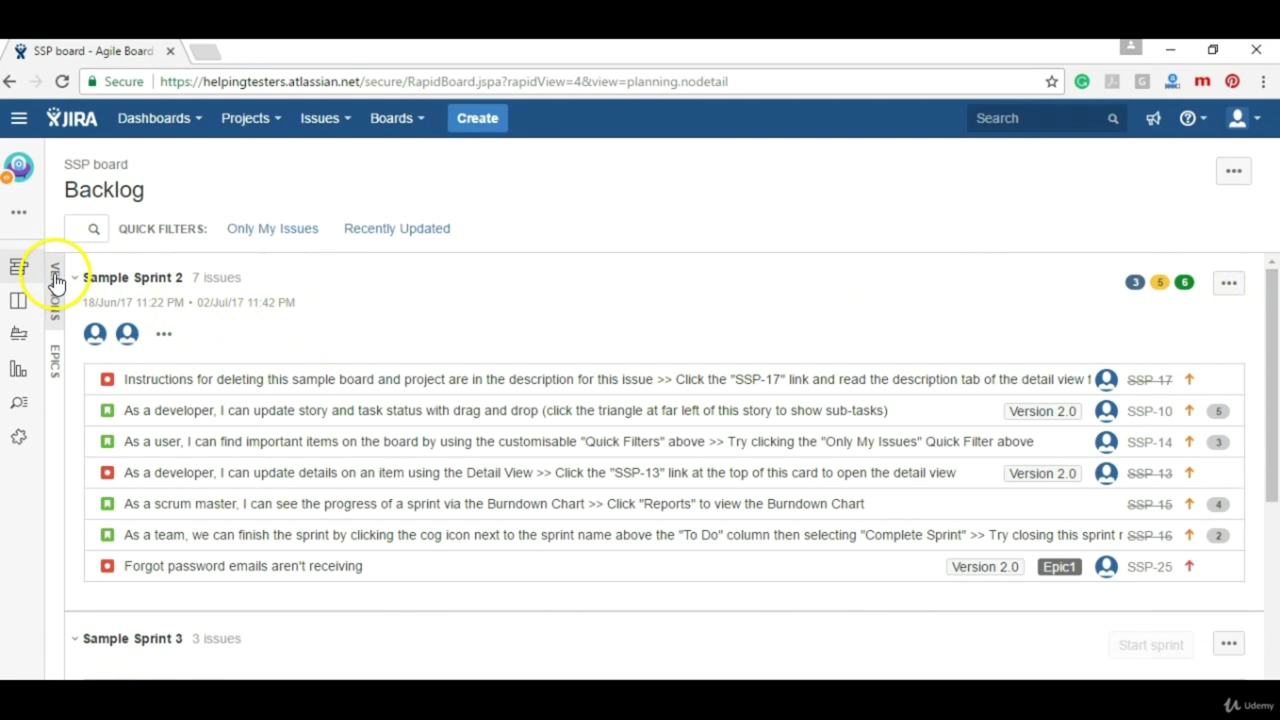 SSP board - Agile Board
Secure | https://helpingtesters.atlassian.net/secure/RapidBoard.jspa?rapidView=4&view=planning.nodetail
JIRA Dashboards Projects Issues Boards Create Search
SSP board
Backlog
QUICK FILTERS: Only My Issues Recently Updated
Sample Sprint 2 7 issues 3 5 6
18/Jun/17 11:22 PM • 02/Jul/17 11:42 PM
EPICS
Instructions for deleting this sample board and project are in the description for this issue >> Click the "SSP-17" link and read the description tab of the detail view f SSP-17
As a developer, I can update story and task status with drag and drop (click the triangle at far left of this story to show sub-tasks) Version 2.0 SSP-10 5
As a user, I can find important items on the board by using the customisable "Quick Filters" above >> Try clicking the "Only My Issues" Quick Filter above SSP-14 3
As a developer, I can update details on an item using the Detail View >> Click the "SSP-13" link at the top of this card to open the detail view Version 2.0 SSP-13
As a scrum master, I can see the progress of a sprint via the Burndown Chart >> Click "Reports" to view the Burndown Chart SSP-15 4
As a team, we can finish the sprint by clicking the cog icon next to the sprint name above the "To Do" column then selecting "Complete Sprint" >> Try closing this sprint r SSP-16 2
Forgot password emails aren't receiving Version 2.0 Epic1 SSP-25
Sample Sprint 3 3 issues Start sprint
Udemy